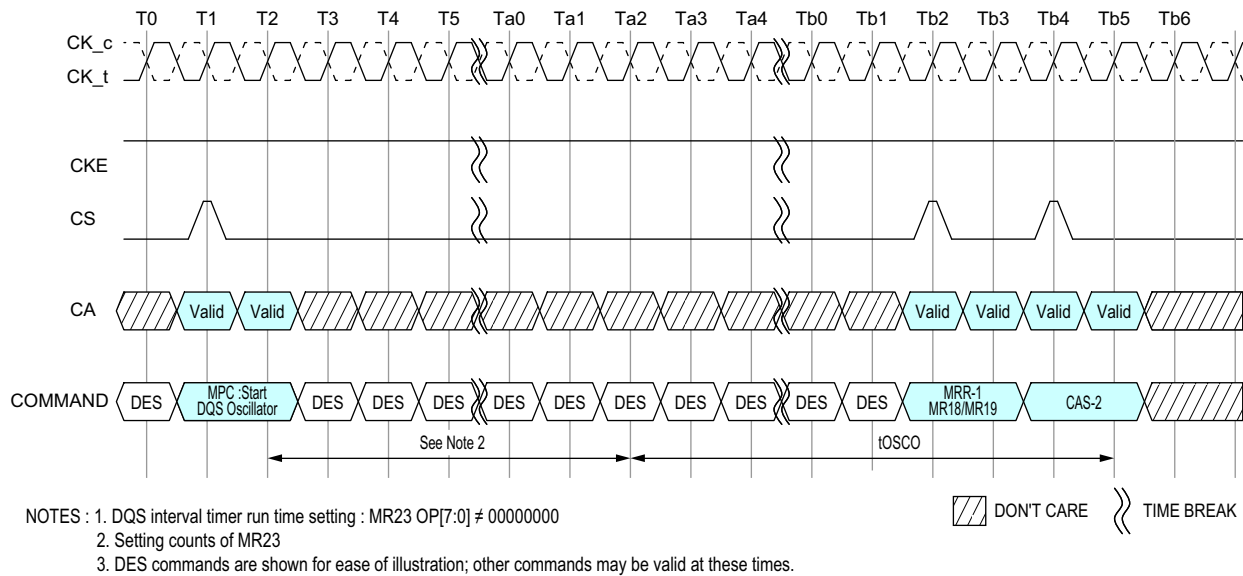 T0 T1 T2 T3 T4 T5 Ta0 Ta1 Ta2 Ta3 Ta4 Tb0 Tb1 Tb2 Tb3 Tb4 Tb5 Tb6
CK_c
CK_t
CKE
CS
CA Valid Valid Valid Valid Valid Valid
COMMAND DES MPC :Start DES DES DES DES DES DES DES DES DES DES MRR-1 CAS-2
DQS Oscillator MR18/MR19
See Note 2 tOSCO
NOTES : 1. DQS interval timer run time setting : MR23 OP[7:0] ≠ 00000000
2. Setting counts of MR23
3. DES commands are shown for ease of illustration; other commands may be valid at these times.
DON'T CARE TIME BREAK